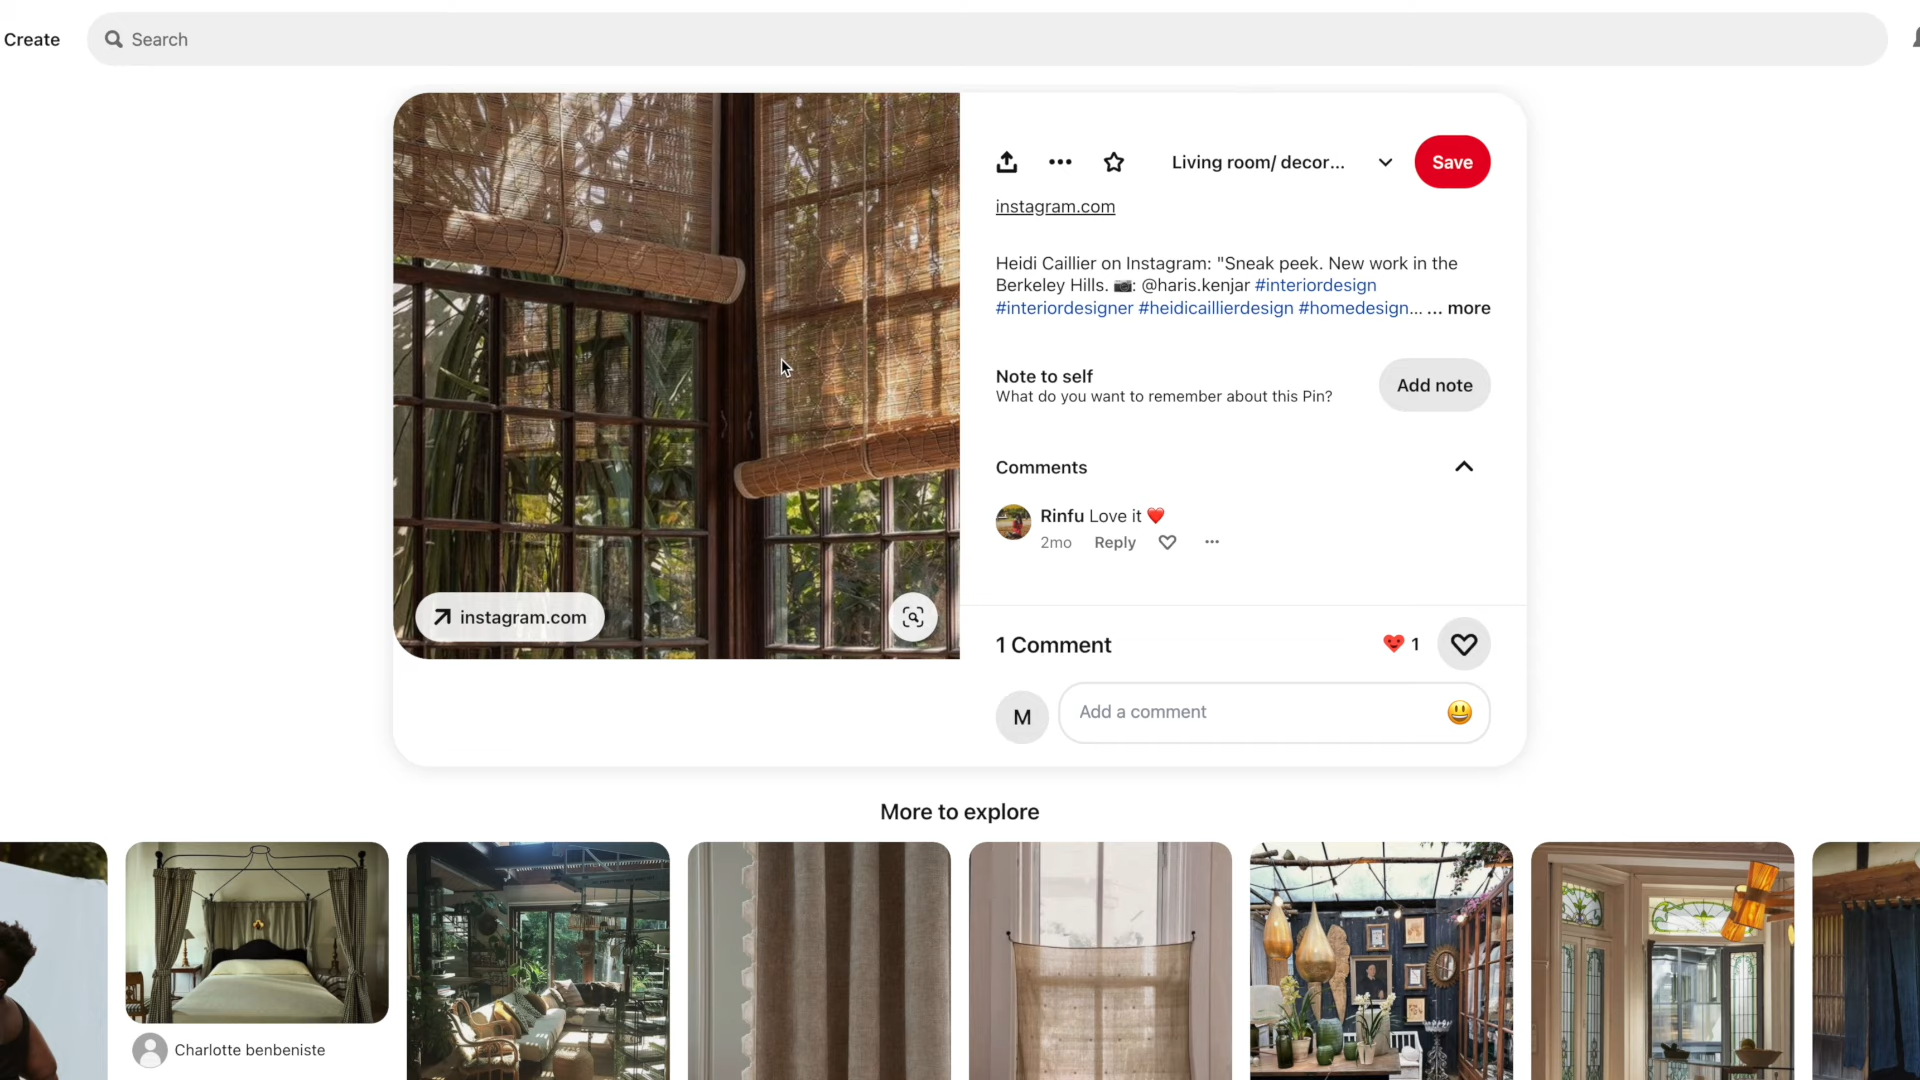 Create
Search
Living room/ decor...
Save
instagram.com
Heidi Caillier on Instagram: "Sneak peek. New work in the
Berkeley Hills. 📷: @haris.kenjar #interiordesign
#interiordesigner #heidicaillierdesign #homedesign... ... more
Note to self
What do you want to remember about this Pin?
Add note
Comments
Rinfu Love it ❤️
2mo Reply
instagram.com
1 Comment
1
M
Add a comment
More to explore
Charlotte benbeniste